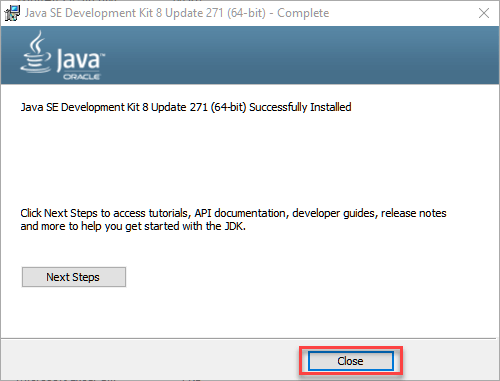 Java SE Development Kit 8 Update 271 (64-bit) - Complete
Java™
ORACLE
Java SE Development Kit 8 Update 271 (64-bit) Successfully Installed
Click Next Steps to access tutorials, API documentation, developer guides, release notes
and more to help you get started with the JDK.
Next Steps
Close